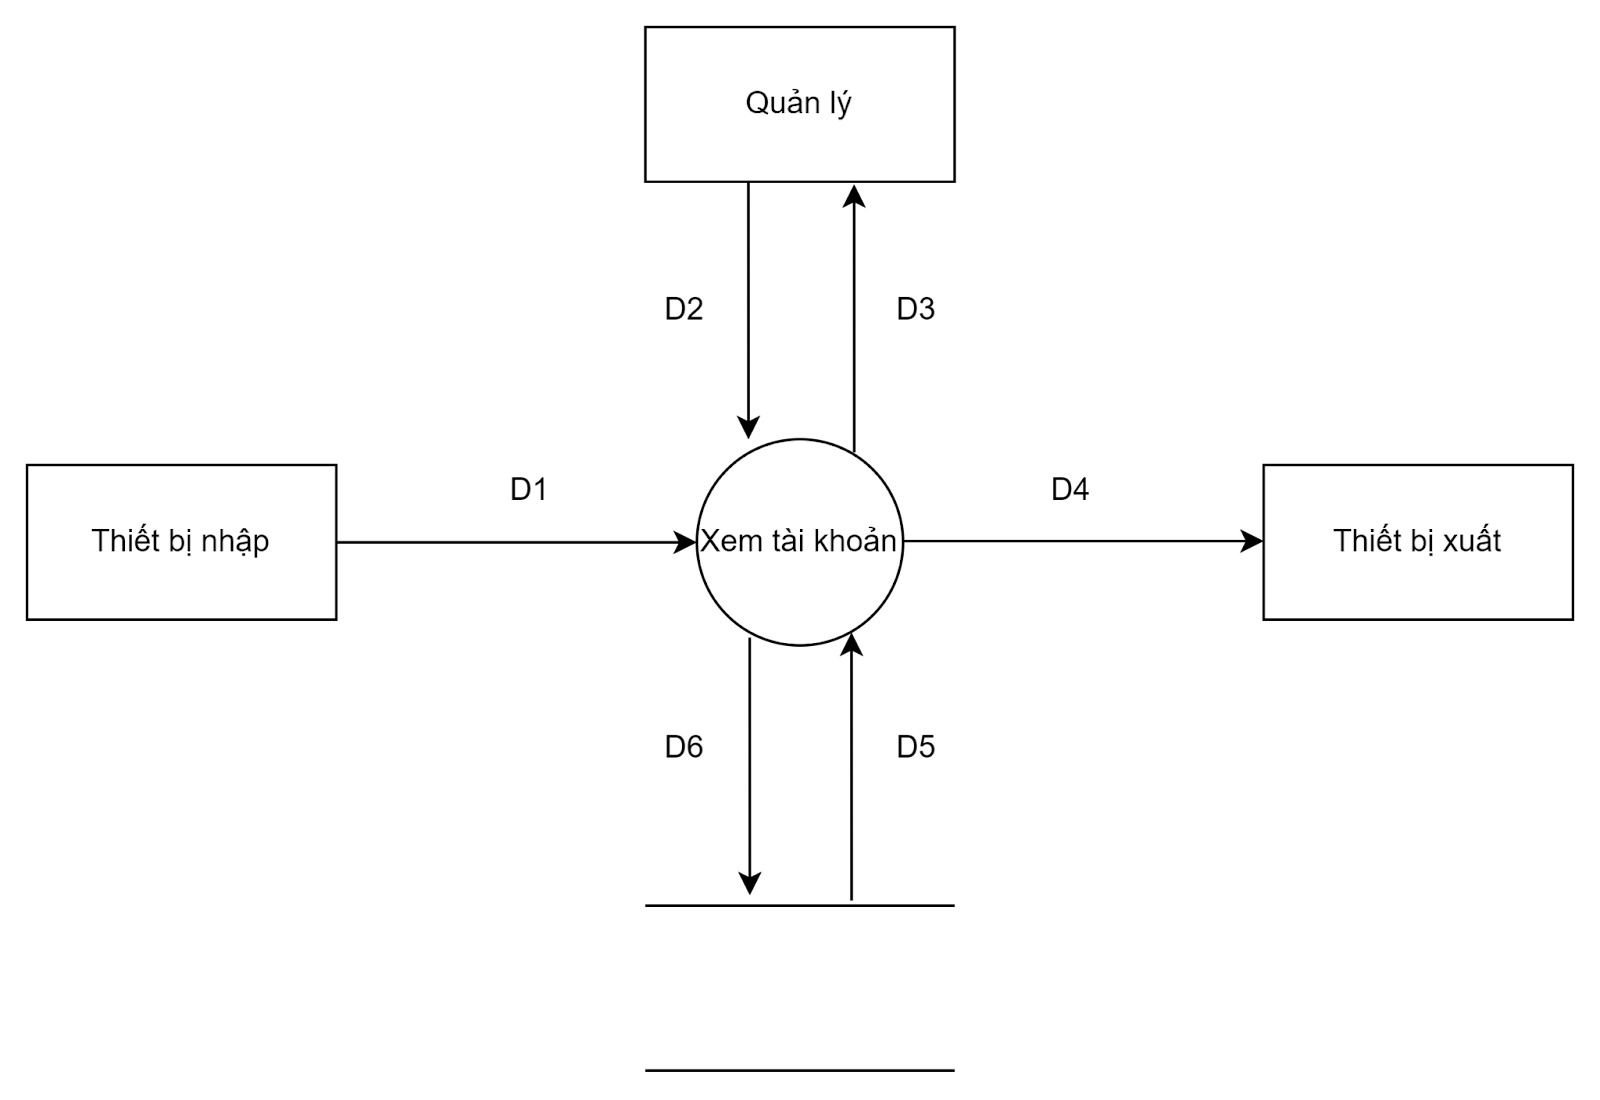 Quản lý
D2
D3
D1
D4
Thiết bị nhập
Xem tài khoản
Thiết bị xuất
D6
D5